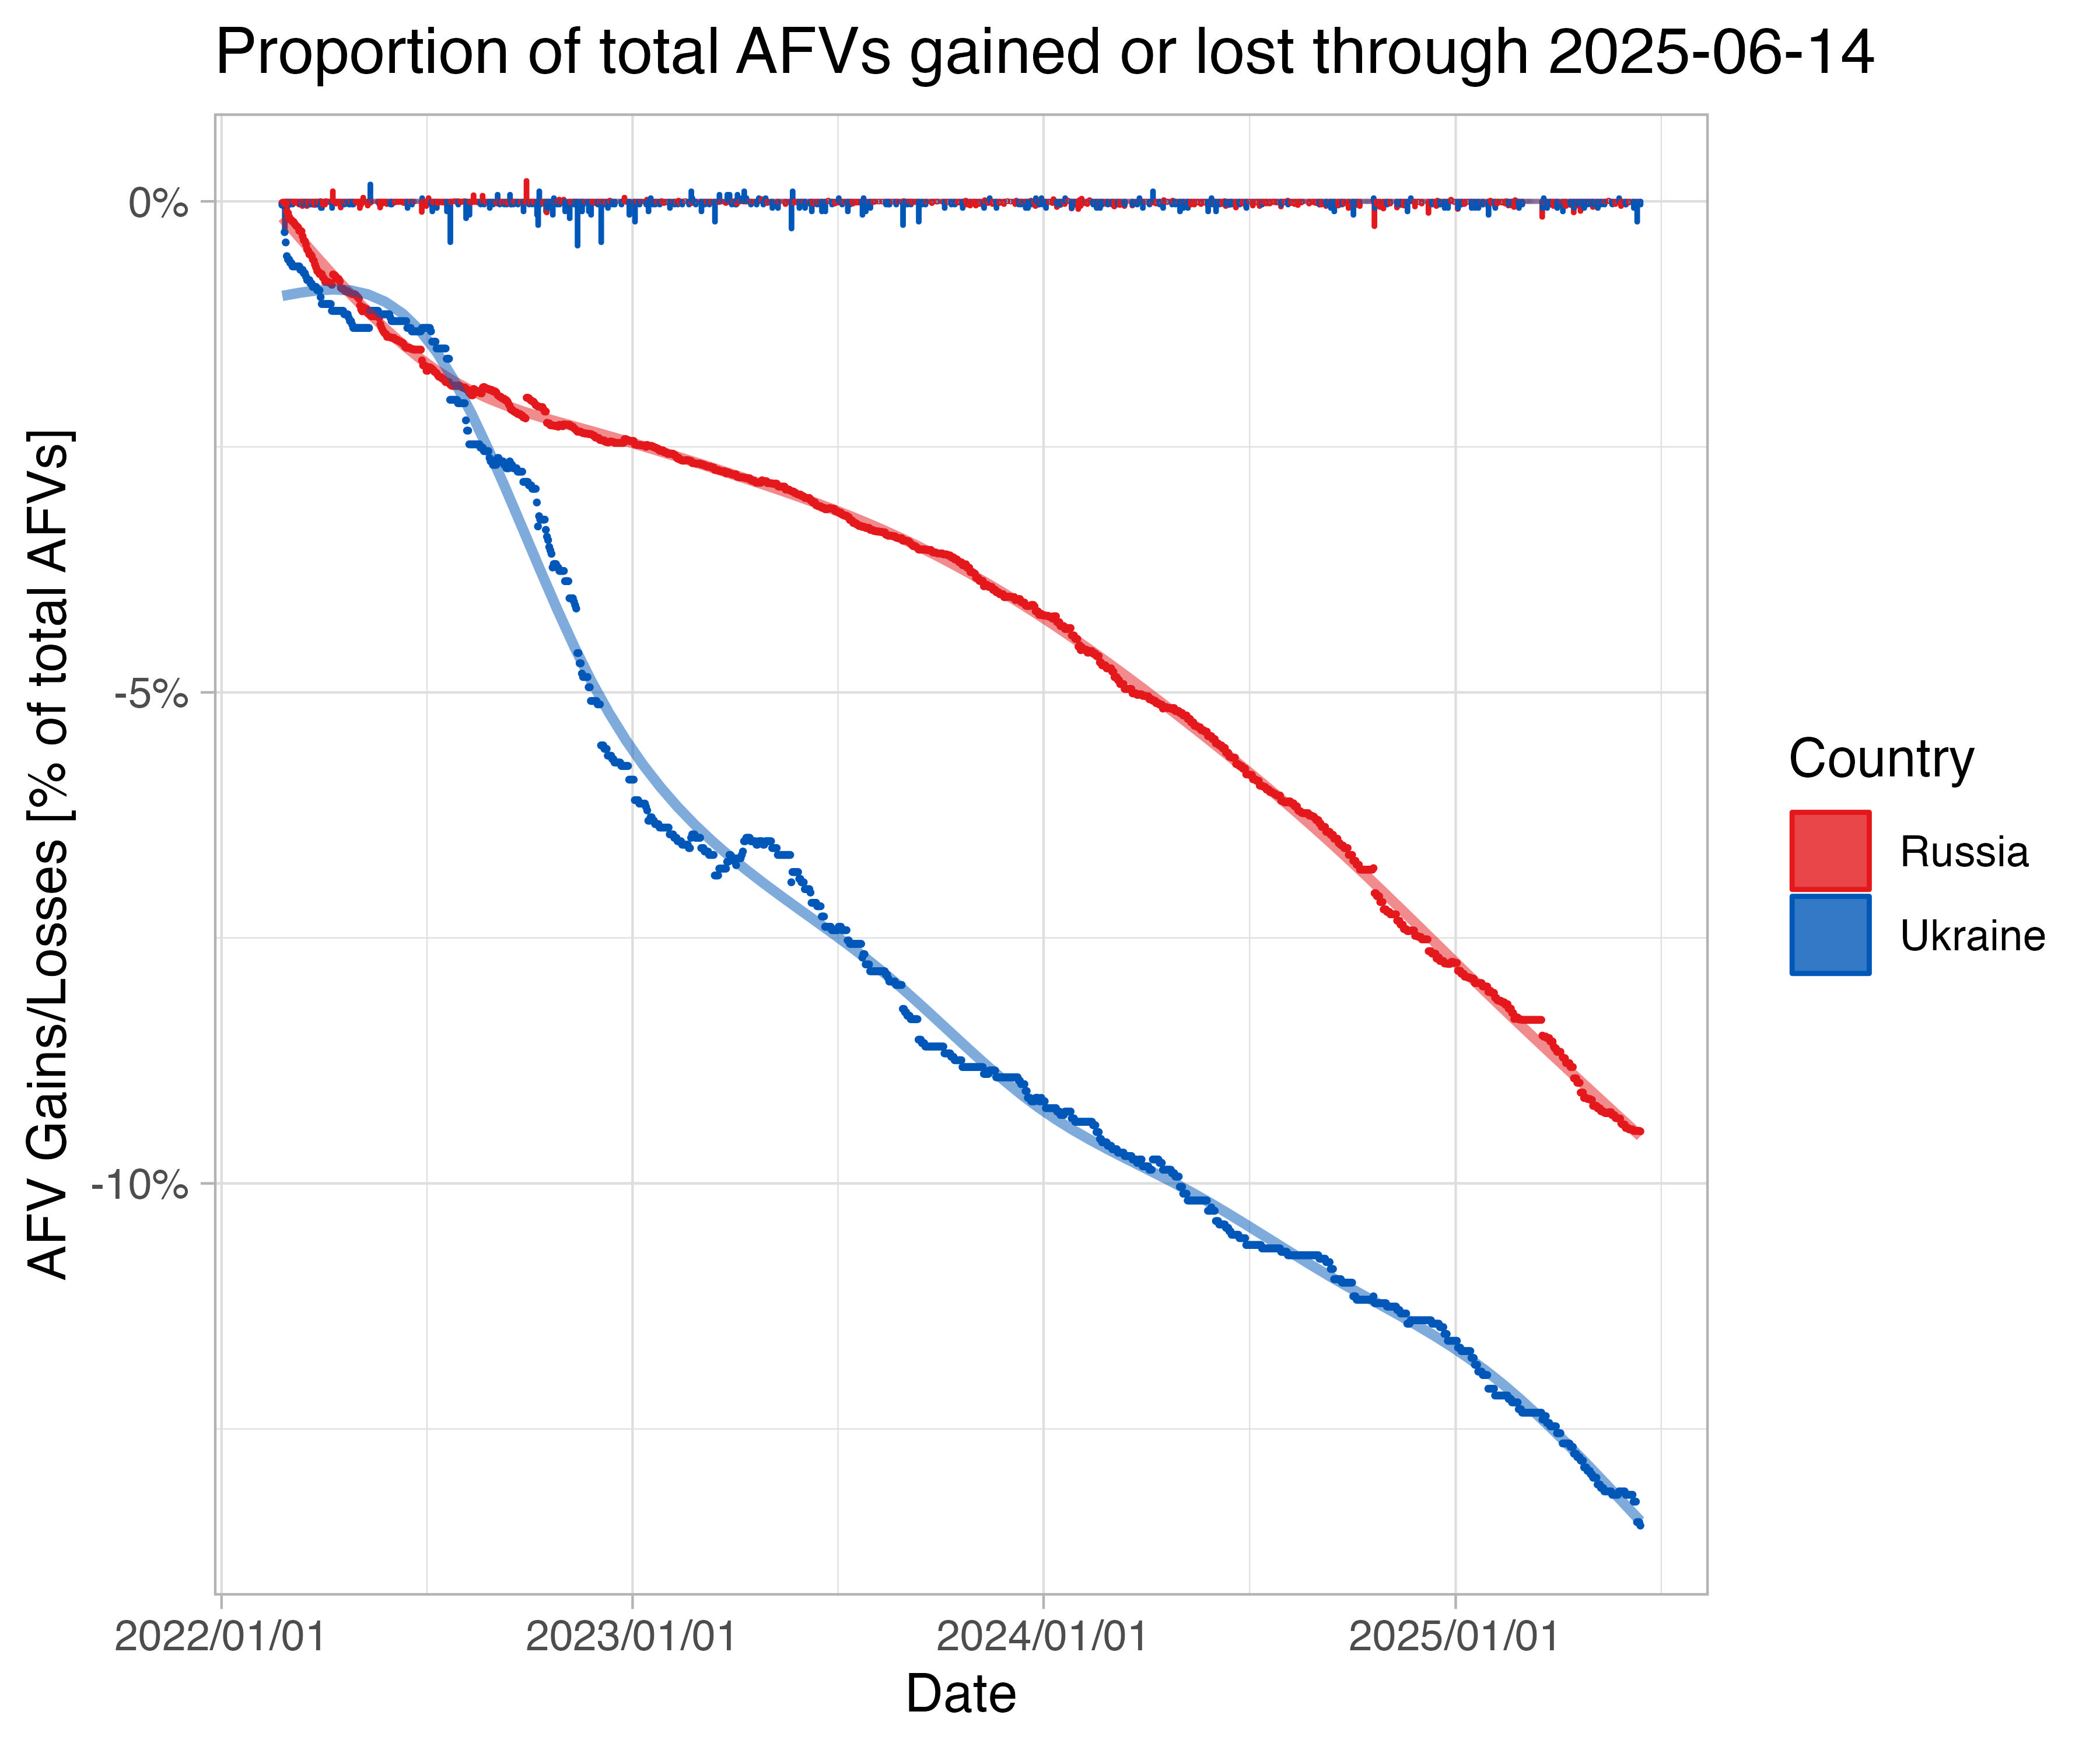 Proportion of total AFVs gained or lost through 2025-06-14
AFV Gains/Losses [% of total AFVs]
0%
-5%
-10%
2022/01/01
2023/01/01
2024/01/01
2025/01/01
Date
Country
Russia
Ukraine